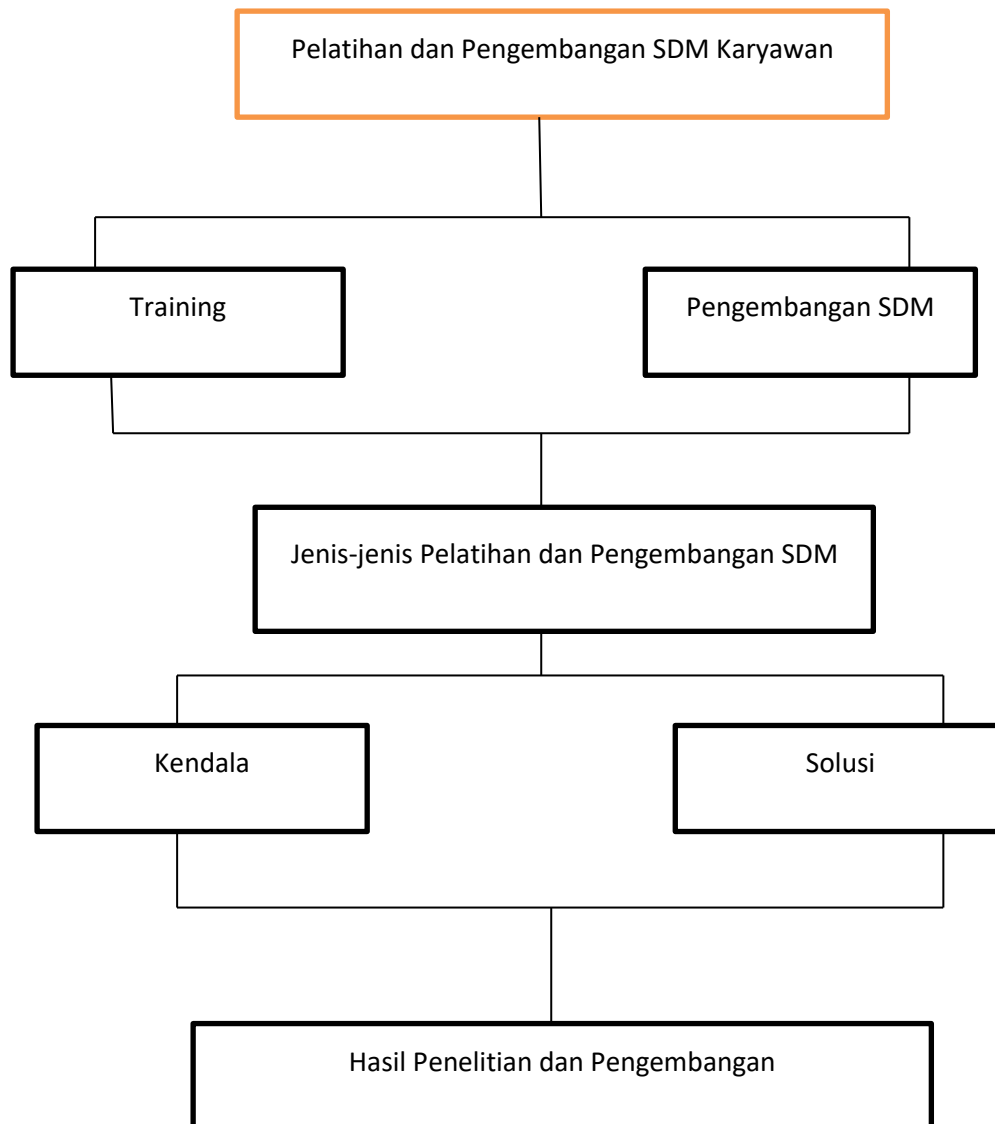 Pelatihan dan Pengembangan SDM Karyawan
Training
Pengembangan SDM
Jenis-jenis Pelatihan dan Pengembangan SDM
Kendala
Solusi
Hasil Penelitian dan Pengembangan